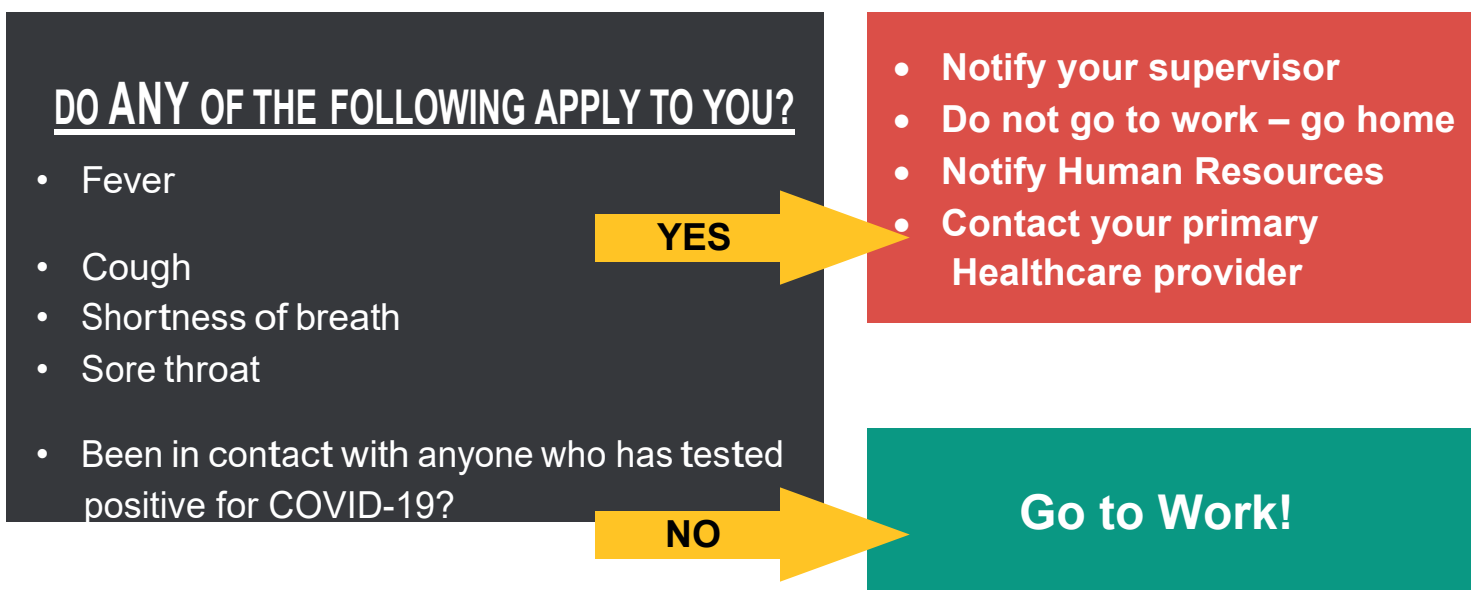 DO ANY OF THE FOLLOWING APPLY TO YOU?
• Fever
• Cough
• Shortness of breath
• Sore throat
• Been in contact with anyone who has tested
positive for COVID-19?
YES
• Notify your supervisor
• Do not go to work – go home
• Notify Human Resources
• Contact your primary
Healthcare provider
NO
Go to Work!